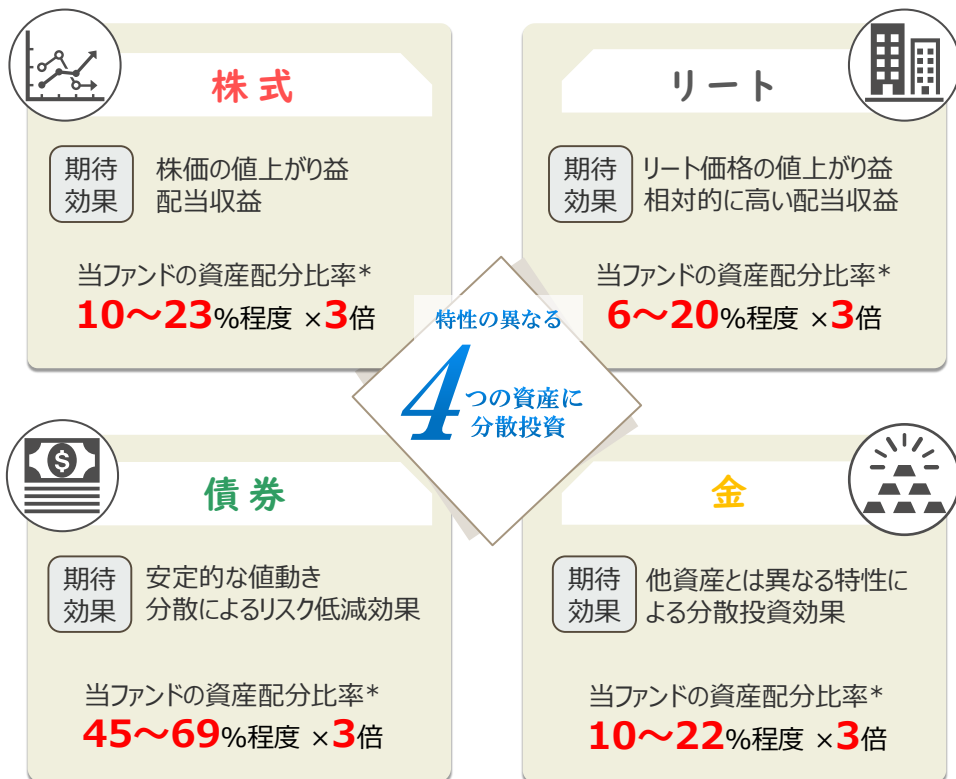 株式
期待
効果
株価の値上がり益
配当収益
当ファンドの資産配分比率*
10～23%程度 ×3倍
リート
期待
効果
リート価格の値上がり益
相対的に高い配当収益
当ファンドの資産配分比率*
6～20%程度 ×3倍
特性の異なる
4つの資産に
分散投資
$
債券
期待
効果
安定的な値動き
分散によるリスク低減効果
当ファンドの資産配分比率*
45～69%程度 ×3倍
金
期待
効果
他資産とは異なる特性に
よる分散投資効果
当ファンドの資産配分比率*
10～22%程度 ×3倍